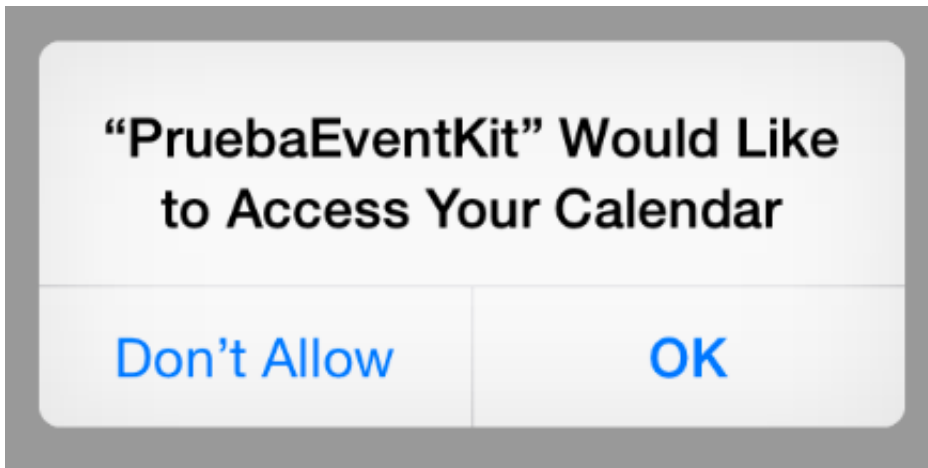 “PruebaEventKit” Would Like
to Access Your Calendar
Don’t Allow
OK